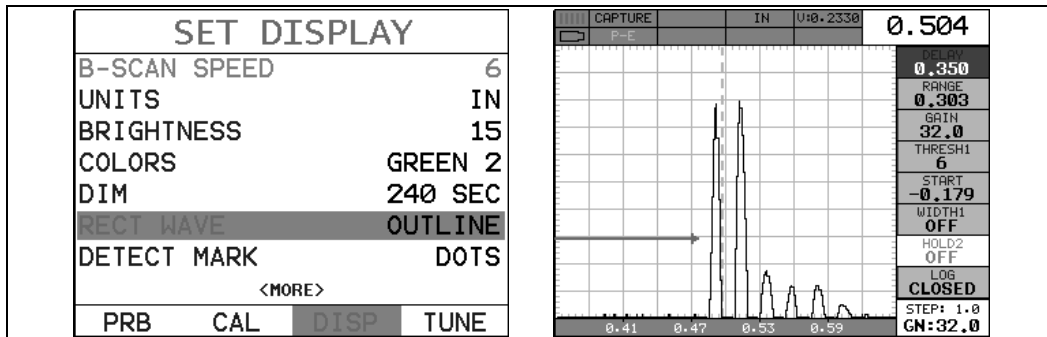 SET DISPLAY
B-SCAN SPEED 6
UNITS IN
BRIGHTNESS 15
COLORS GREEN 2
DIM 240 SEC
RECT WAVE OUTLINE
DETECT MARK DOTS
<MORE>
PRB CAL DISP TUNE
CAPTURE IN V:0.2330
P-E
0.504
DELAY
0.350
RANGE
0.303
GAIN
32.0
THRESH1
6
START
-0.179
WIDTH1
OFF
HOLD2
OFF
LOG
CLOSED
STEP: 1.0
GN:32.0
0.41 0.47 0.53 0.59